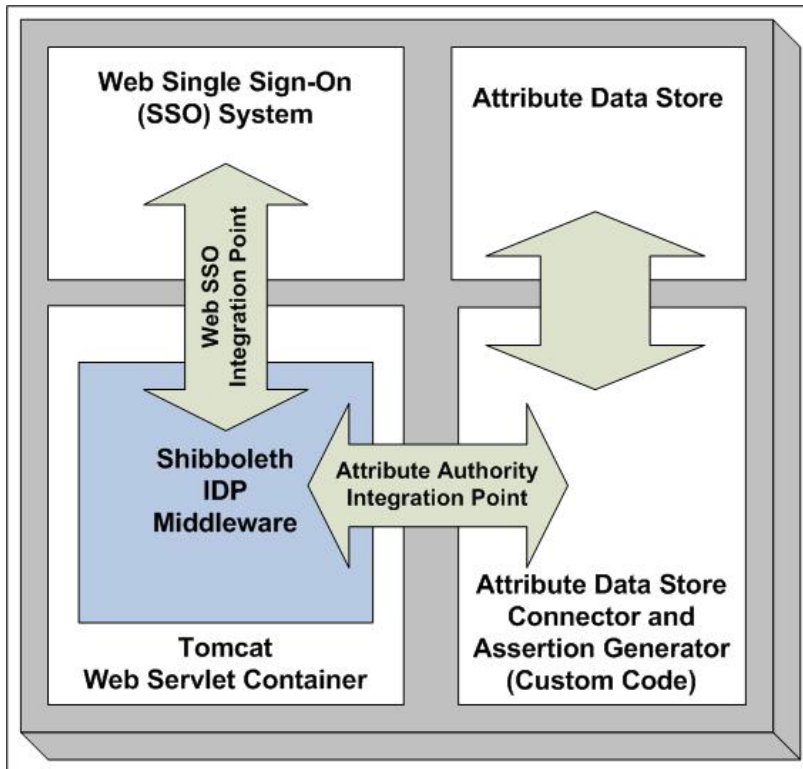 Web Single Sign-On
(SSO) System
Attribute Data Store
Web SSO
Integration Point
Shibboleth
IDP
Middleware
Attribute Authority
Integration Point
Tomcat
Web Servlet Container
Attribute Data Store
Connector and
Assertion Generator
(Custom Code)